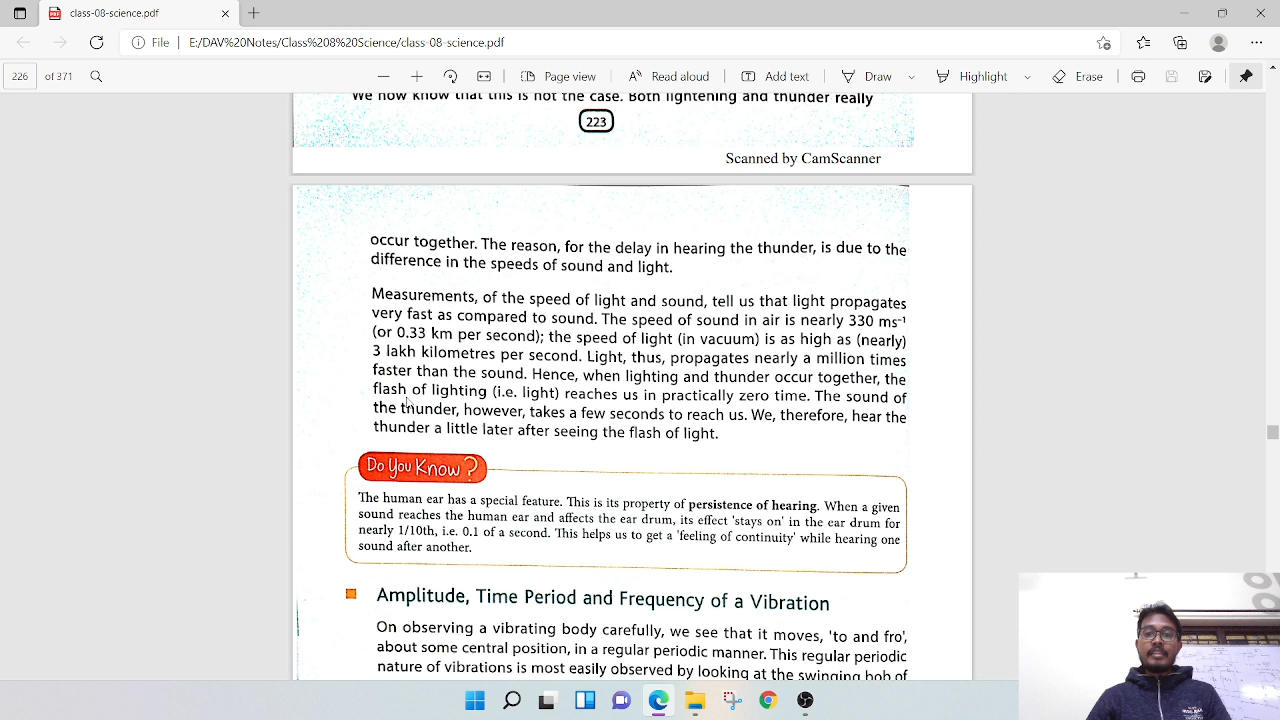 class-08-science.pdf
File
E:/DAV%20Notes/Class%208%20Science/class-08-science.pdf
226 of 371
Page view
Read aloud
Add text
Draw
Highlight
Erase
We now know that this is not the case. Both lightening and thunder really
223
Scanned by CamScanner
occur together. The reason, for the delay in hearing the thunder, is due to the
difference in the speeds of sound and light.
Measurements, of the speed of light and sound, tell us that light propagates
very fast as compared to sound. The speed of sound in air is nearly 330 ms⁻¹
(or 0.33 km per second); the speed of light (in vacuum) is as high as (nearly)
3 lakh kilometres per second. Light, thus, propagates nearly a million times
faster than the sound. Hence, when lighting and thunder occur together, the
flash of lighting (i.e. light) reaches us in practically zero time. The sound of
the thunder, however, takes a few seconds to reach us. We, therefore, hear the
thunder a little later after seeing the flash of light.
Do You Know?
The human ear has a special feature. This is its property of persistence of hearing. When a given
sound reaches the human ear and affects the ear drum, its effect 'stays on' in the ear drum for
nearly 1/10th, i.e. 0.1 of a second. This helps us to get a 'feeling of continuity' while hearing one
sound after another.
Amplitude, Time Period and Frequency of a Vibration
On observing a vibrating body carefully, we see that it moves, 'to and fro',
about some central position, in a regular periodic manner. This regular periodic
nature of vibrations is most easily observed by looking at the swinging bob of